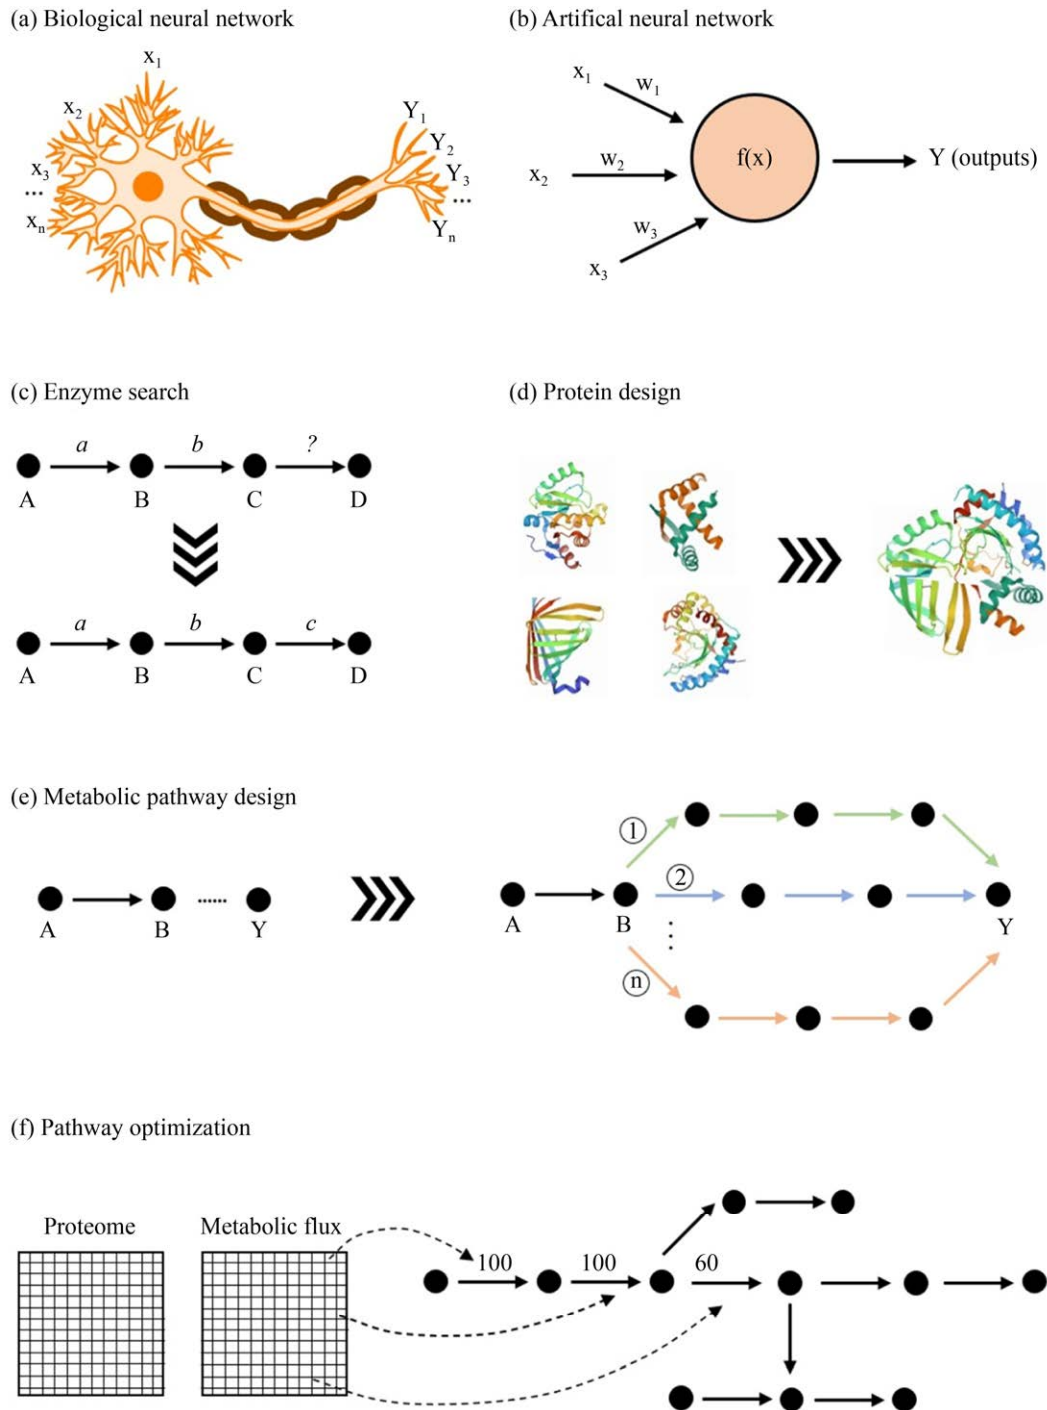 (a) Biological neural network
x1
x2
x3
...
xn
Y1
Y2
Y3
...
Yn
(b) Artifical neural network
x1
w1
x2
w2
x3
w3
f(x)
Y (outputs)
(c) Enzyme search
a b ?
A B C D
a b c
A B C D
(d) Protein design
(e) Metabolic pathway design
A B ...... Y
1
2
A B Y
...
n
(f) Pathway optimization
Proteome Metabolic flux
100 100 60